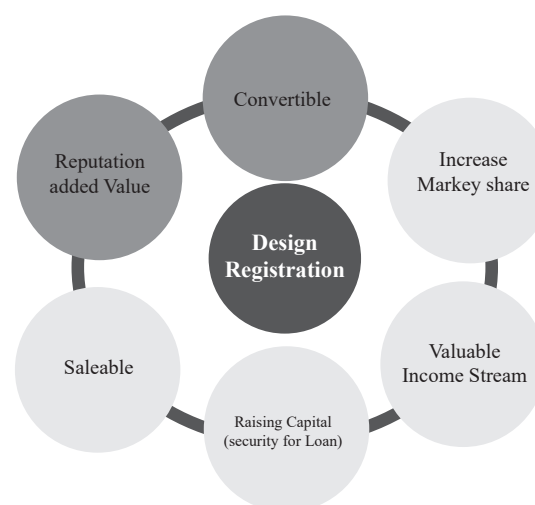 Convertible
Increase
Markey share
Reputation
added Value
Design
Registration
Valuable
Income Stream
Saleable
Raising Capital
(security for Loan)